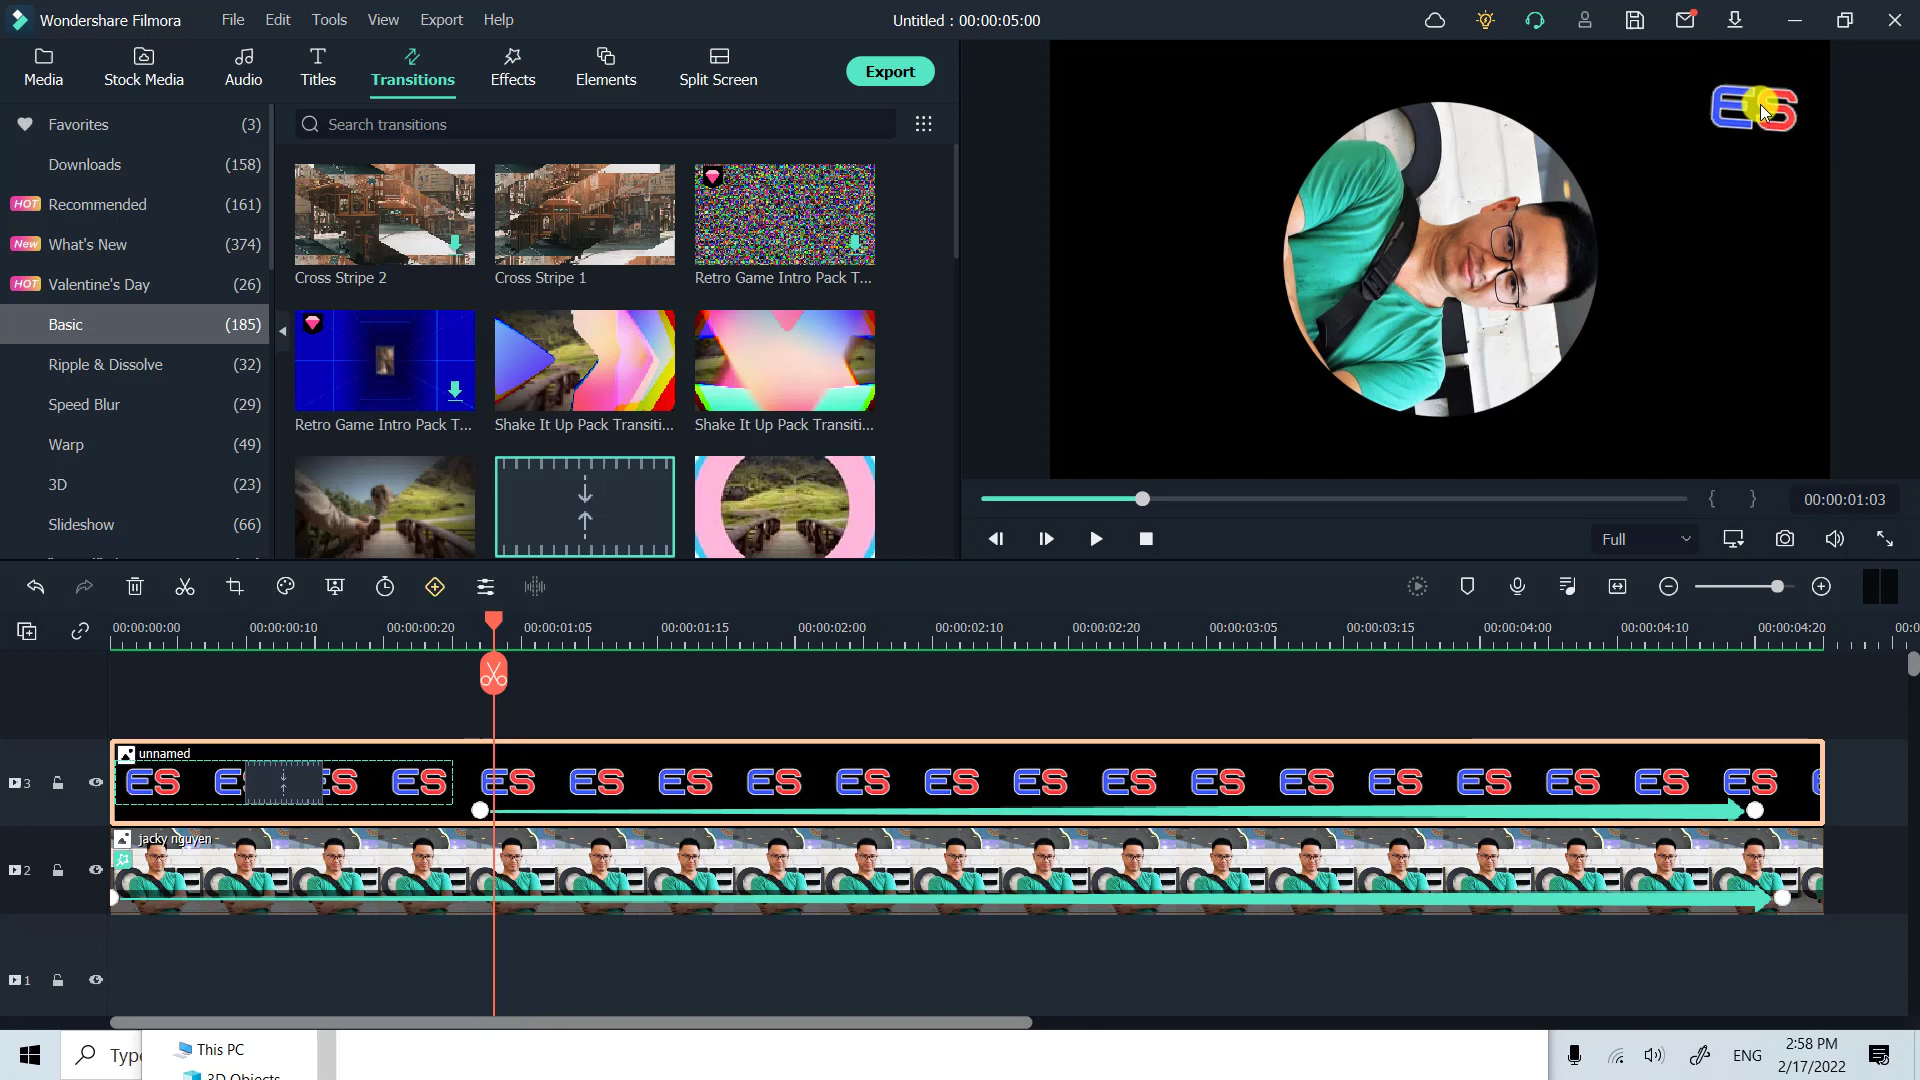 Wondershare Filmora File Edit Tools View Export Help Untitled : 00:00:05:00
Media Stock Media Audio Titles Transitions Effects Elements Split Screen Export
Favorites (3)
Downloads (158)
HOT Recommended (161)
New What's New (374)
HOT Valentine's Day (26)
Basic (185)
Ripple & Dissolve (32)
Speed Blur (29)
Warp (49)
3D (23)
Slideshow (66)
Search transitions
Cross Stripe 2 Cross Stripe 1 Retro Game Intro Pack T...
Retro Game Intro Pack T... Shake It Up Pack Transiti... Shake It Up Pack Transiti...
ES
{ } 00:00:01:03
Full
00:00:00:00 00:00:00:10 00:00:00:20 00:00:01:05 00:00:01:15 00:00:02:00 00:00:02:10 00:00:02:20 00:00:03:05 00:00:03:15 00:00:04:00 00:00:04:10 00:00:04:20 00:0
unnamed
3 ES ES ES ES ES ES ES ES ES ES ES ES ES ES ES ES ES ES
jacky nguyen
2
1
Type
This PC
3D Objects
ENG
2:58 PM
2/17/2022